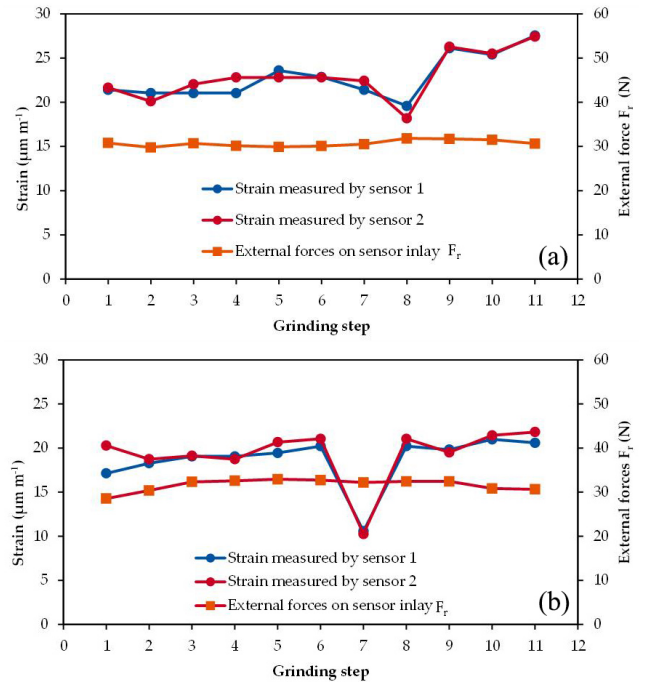 30 60
25 50
20 40
15 30
10 20
5 10
0 0
Strain (μm m⁻¹)
External force Fᵣ (N)
Strain measured by sensor 1
Strain measured by sensor 2
External forces on sensor inlay Fᵣ
(a)
0 1 2 3 4 5 6 7 8 9 10 11 12
Grinding step
30 60
25 50
20 40
15 30
10 20
5 10
0 0
Strain (μm m⁻¹)
External forces Fᵣ (N)
Strain measured by sensor 1
Strain measured by sensor 2
External forces on sensor inlay Fᵣ
(b)
0 1 2 3 4 5 6 7 8 9 10 11 12
Grinding step